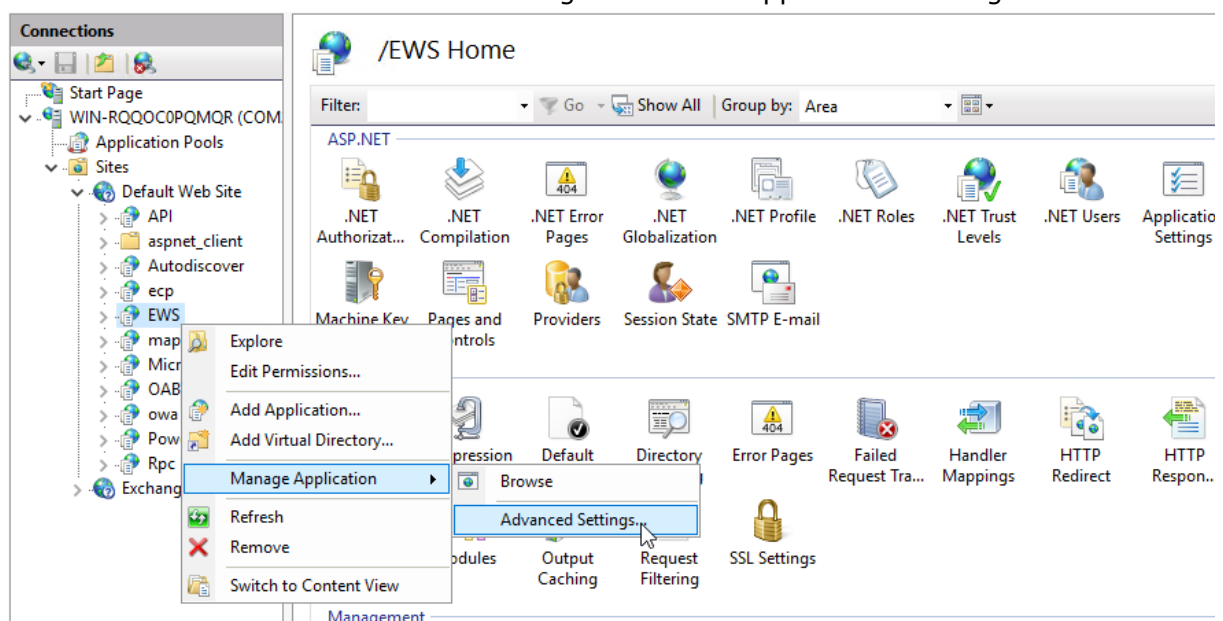 Connections
Start Page
WIN-RQQOC0PQMQR (COM
Application Pools
Sites
Default Web Site
API
aspnet_client
Autodiscover
ecp
EWS
map
Micr
OAB
owa
Pow
Rpc
Exchang
Explore
Edit Permissions...
Add Application...
Add Virtual Directory...
Manage Application
Refresh
Remove
Switch to Content View
Browse
Advanced Settings...
/EWS Home
Filter: Go Show All Group by: Area
ASP.NET
.NET Authorizat...
.NET Compilation
.NET Error Pages
.NET Globalization
.NET Profile
.NET Roles
.NET Trust Levels
.NET Users
Applicatio Settings
Machine Key
Pages and ntrols
Providers
Session State
SMTP E-mail
pression
Default
Directory
Error Pages
Failed Request Tra...
Handler Mappings
HTTP Redirect
HTTP Respon..
odules
Output Caching
Request Filtering
SSL Settings
Management